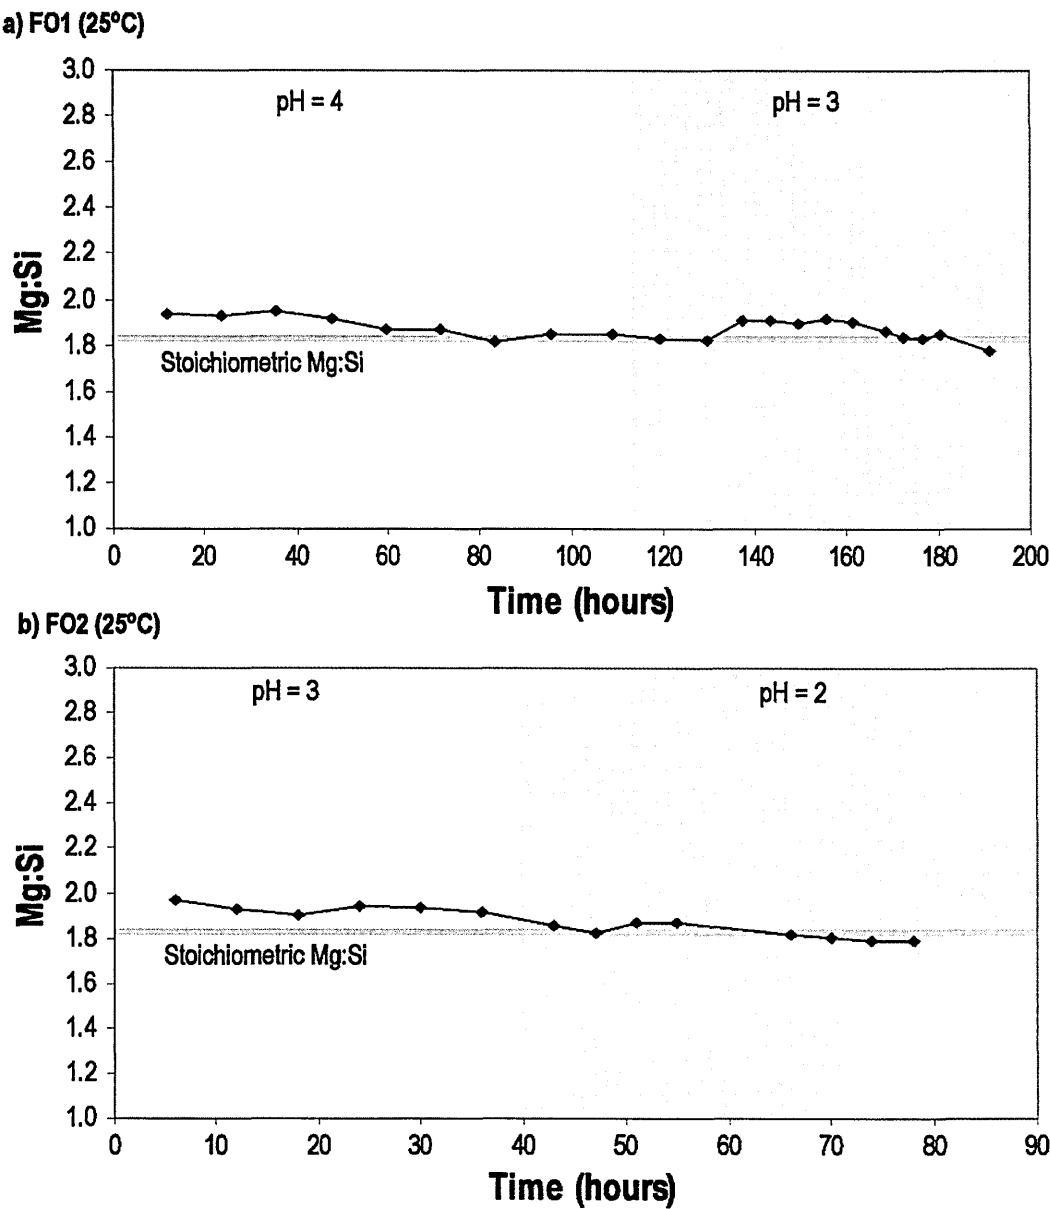 a) FO1 (25ºC)
3.0
2.8
2.6
2.4
2.2
2.0
1.8
1.6
1.4
1.2
1.0
Mg:Si
pH = 4
pH = 3
Stoichiometric Mg:Si
0 20 40 60 80 100 120 140 160 180 200
Time (hours)
b) FO2 (25ºC)
3.0
2.8
2.6
2.4
2.2
2.0
1.8
1.6
1.4
1.2
1.0
Mg:Si
pH = 3
pH = 2
Stoichiometric Mg:Si
0 10 20 30 40 50 60 70 80 90
Time (hours)